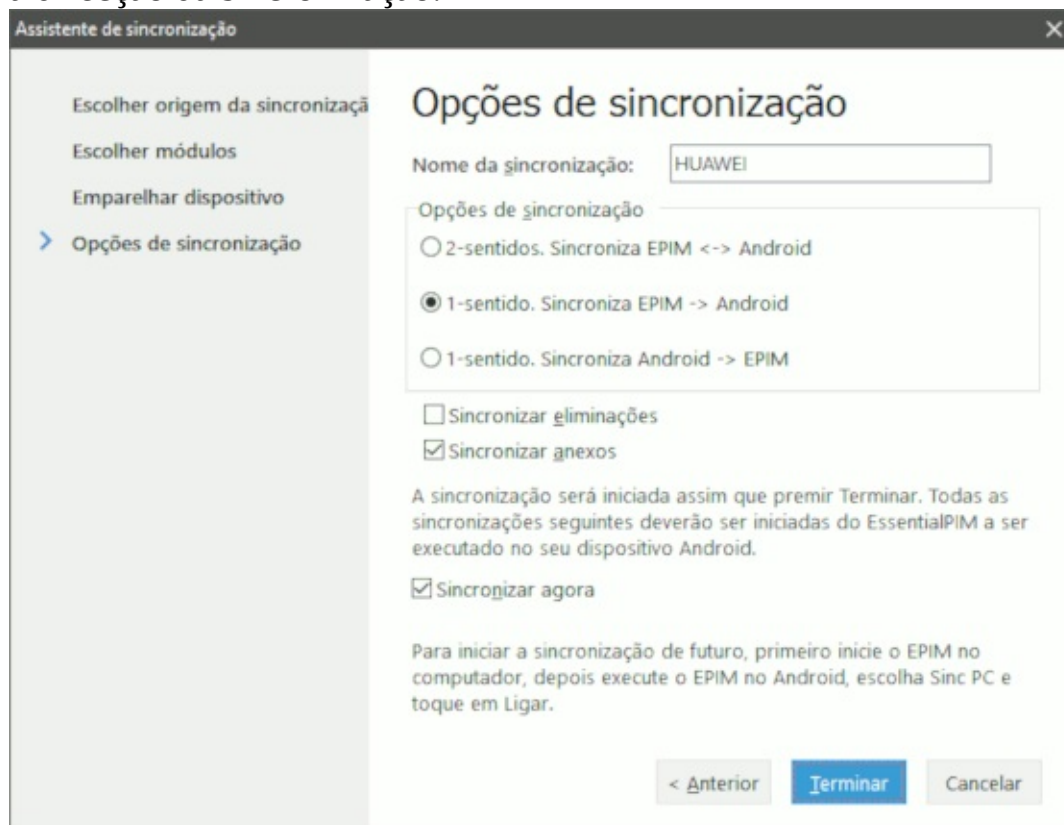 Assistente de sincronização
Escolher origem da sincronizaçã
Escolher módulos
Emparelhar dispositivo
Opções de sincronização
Opções de sincronização
Nome da sincronização: HUAWEI
Opções de sincronização
2-sentidos. Sincroniza EPIM <-> Android
1-sentido. Sincroniza EPIM -> Android
1-sentido. Sincroniza Android -> EPIM
Sincronizar eliminações
Sincronizar anexos
A sincronização será iniciada assim que premir Terminar. Todas as
sincronizações seguintes deverão ser iniciadas do EssentialPIM a ser
executado no seu dispositivo Android.
Sincronizar agora
Para iniciar a sincronização de futuro, primeiro inicie o EPIM no
computador, depois execute o EPIM no Android, escolha Sinc PC e
toque em Ligar.
< Anterior
Terminar
Cancelar